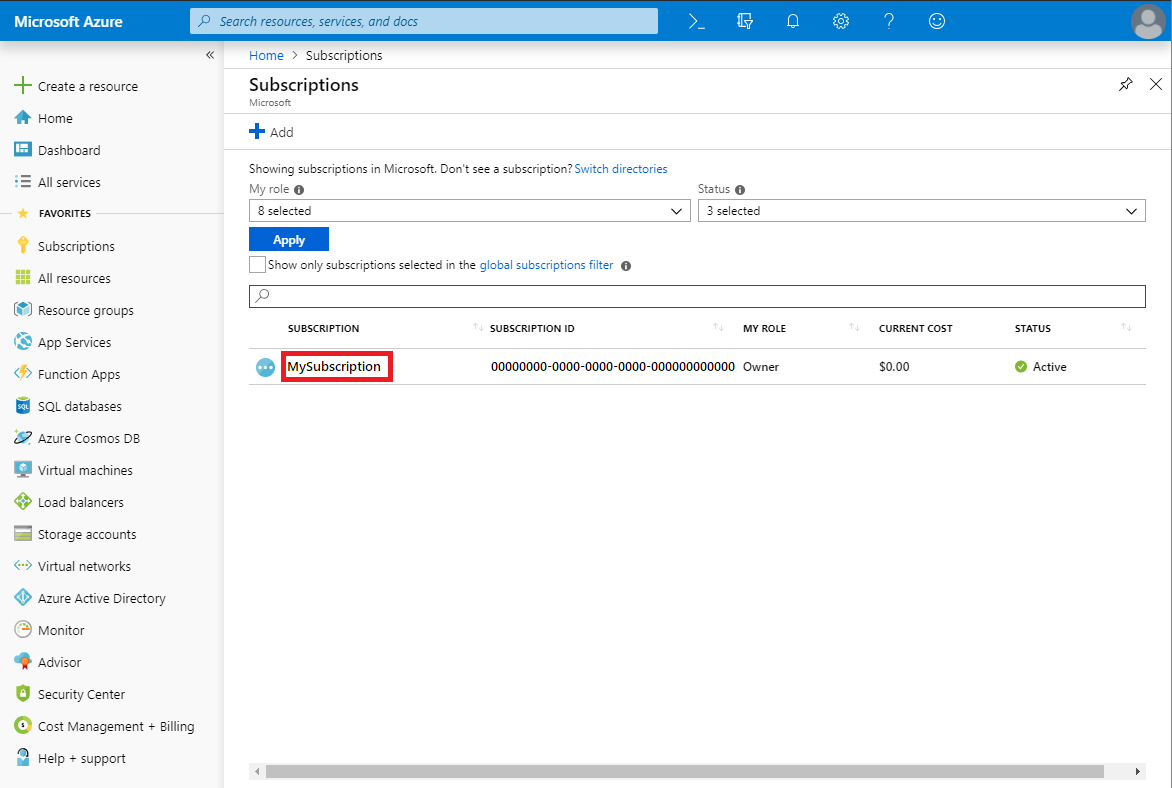 Microsoft Azure
Search resources, services, and docs
Create a resource
Home
Dashboard
All services
FAVORITES
Subscriptions
All resources
Resource groups
App Services
Function Apps
SQL databases
Azure Cosmos DB
Virtual machines
Load balancers
Storage accounts
Virtual networks
Azure Active Directory
Monitor
Advisor
Security Center
Cost Management + Billing
Help + support
Home > Subscriptions
Subscriptions
Microsoft
Add
Showing subscriptions in Microsoft. Don't see a subscription? Switch directories
My role Status
8 selected 3 selected
Apply
Show only subscriptions selected in the global subscriptions filter
SUBSCRIPTION SUBSCRIPTION ID MY ROLE CURRENT COST STATUS
MySubscription 00000000-0000-0000-0000-000000000000 Owner $0.00 Active